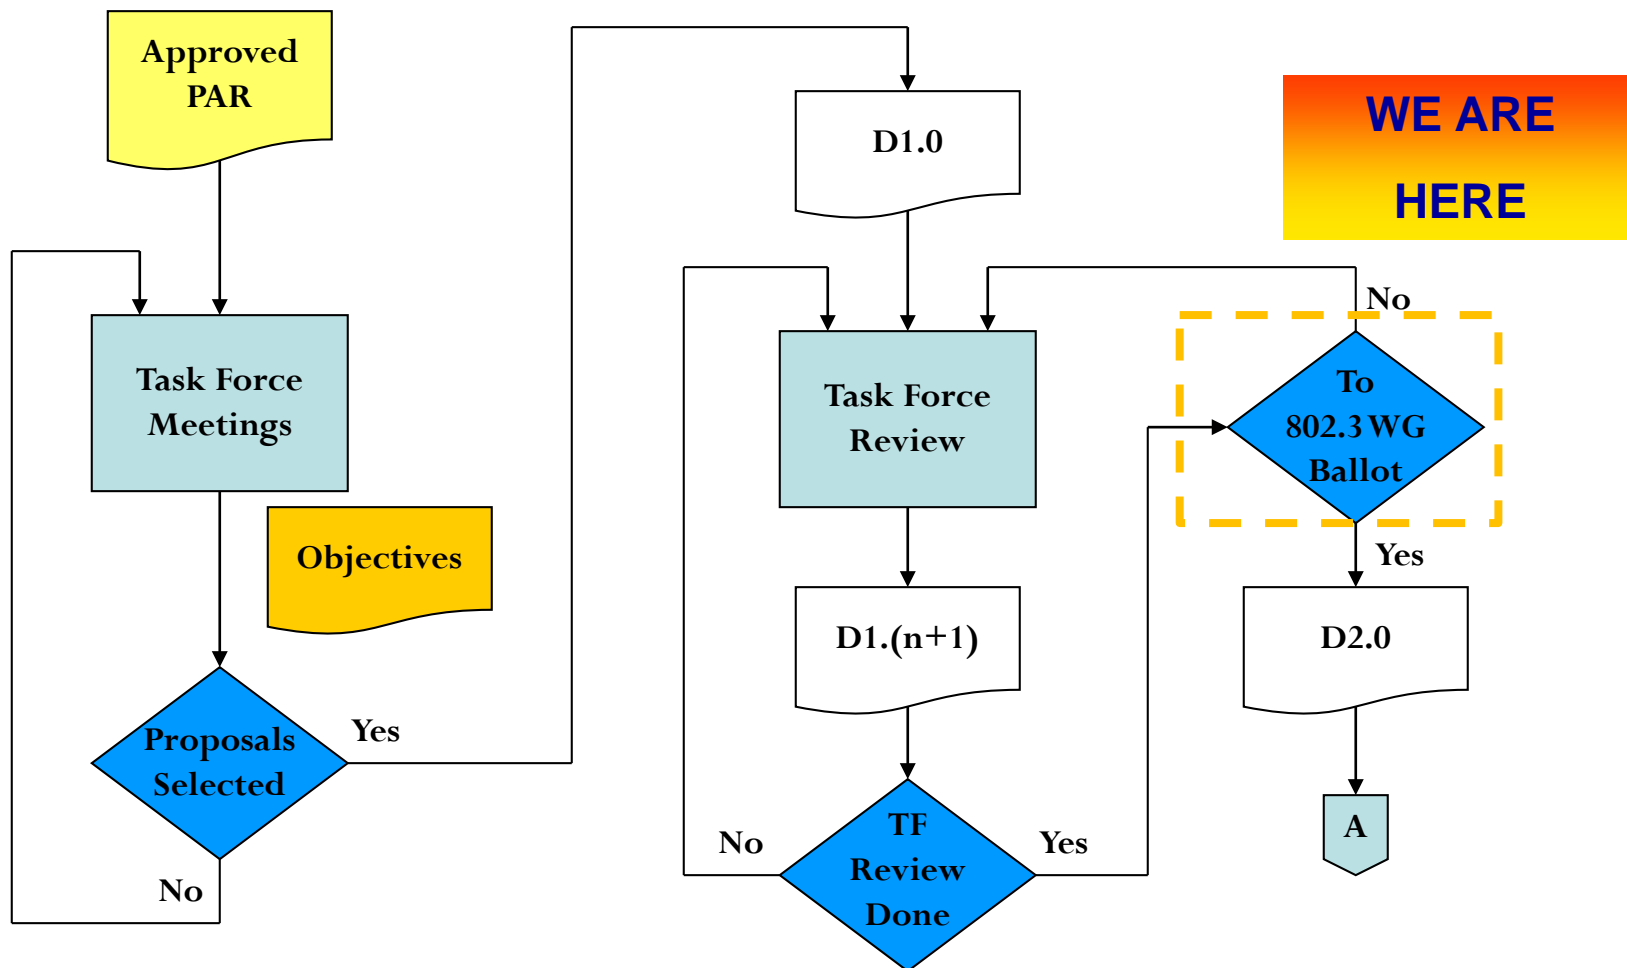 Approved
PAR
Task Force
Meetings
Objectives
Proposals
Selected
Yes
No
D1.0
Task Force
Review
D1.(n+1)
TF
Review
Done
No
Yes
WE ARE
HERE
No
To
802.3 WG
Ballot
Yes
D2.0
A